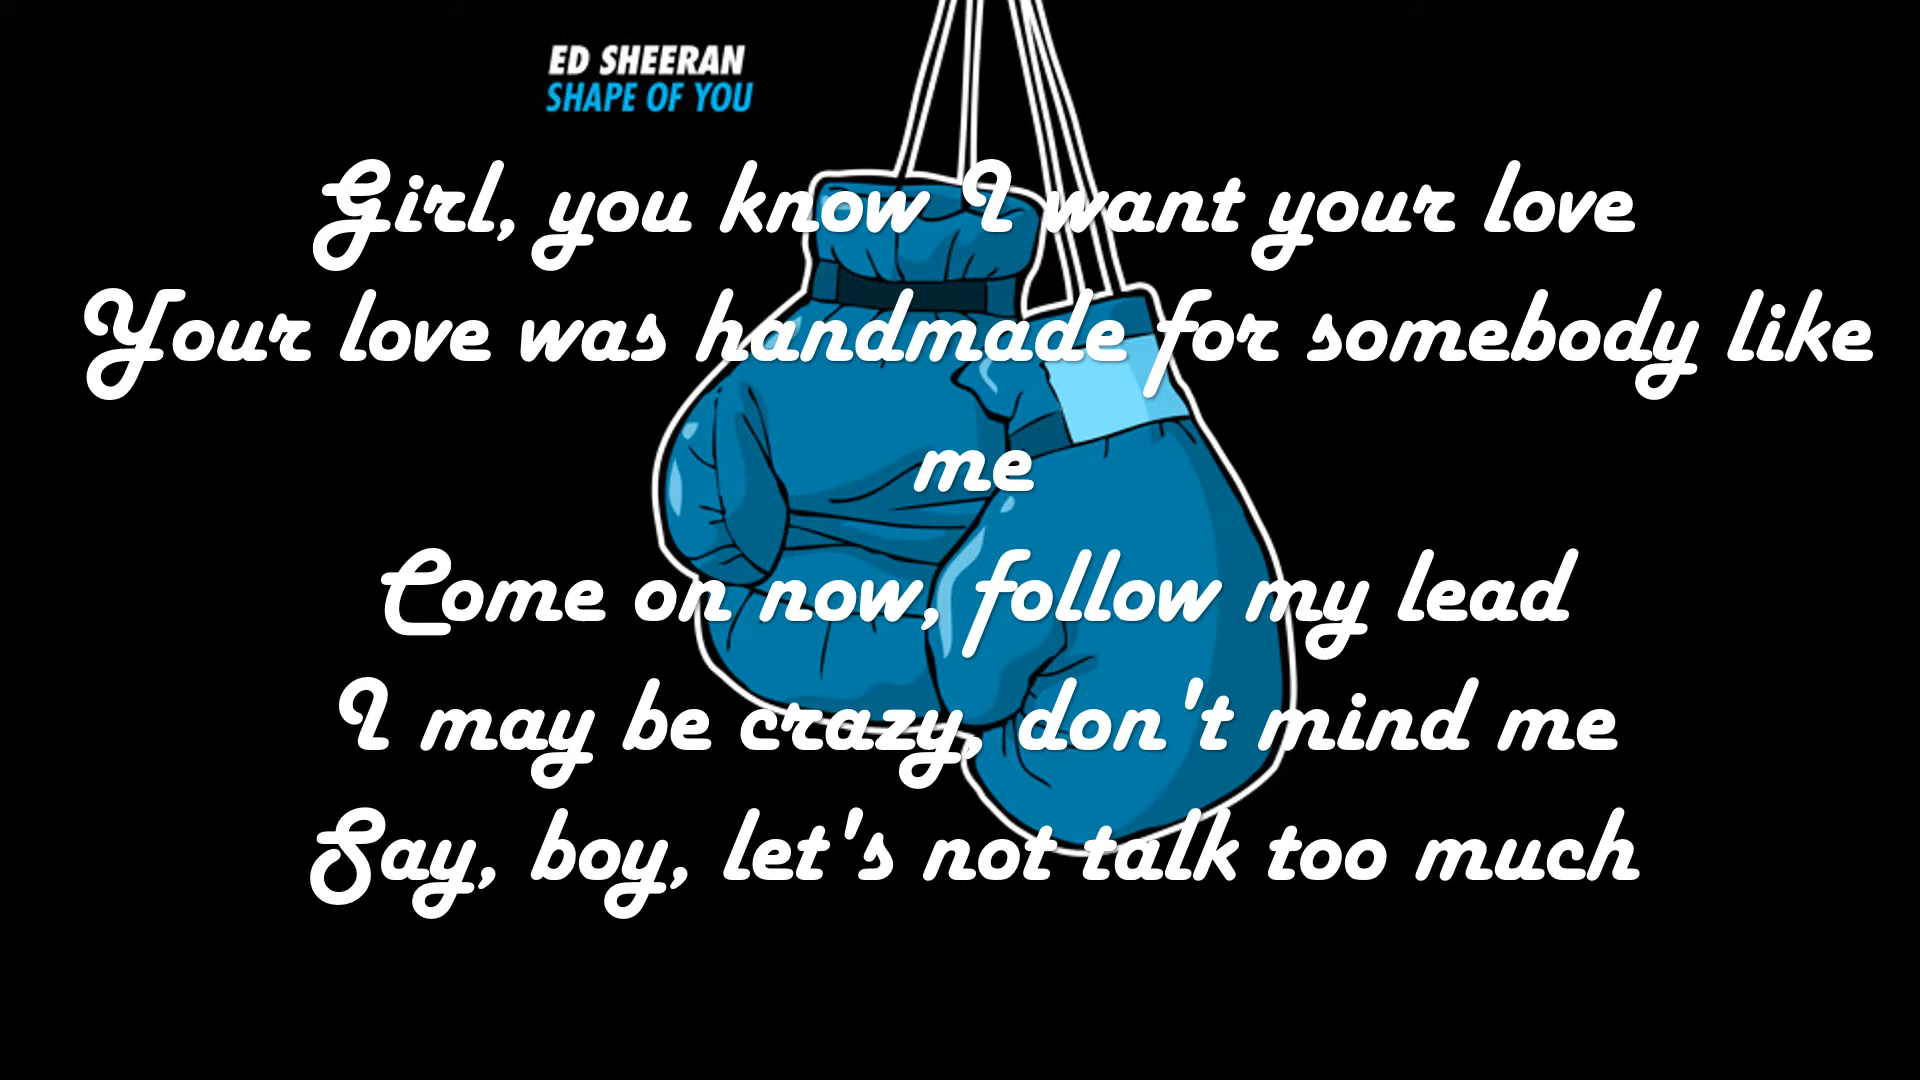 ED SHEERAN
SHAPE OF YOU
Girl, you know I want your love
Your love was handmade for somebody like
me
Come on now, follow my lead
I may be crazy, don't mind me
Say, boy, let's not talk too much